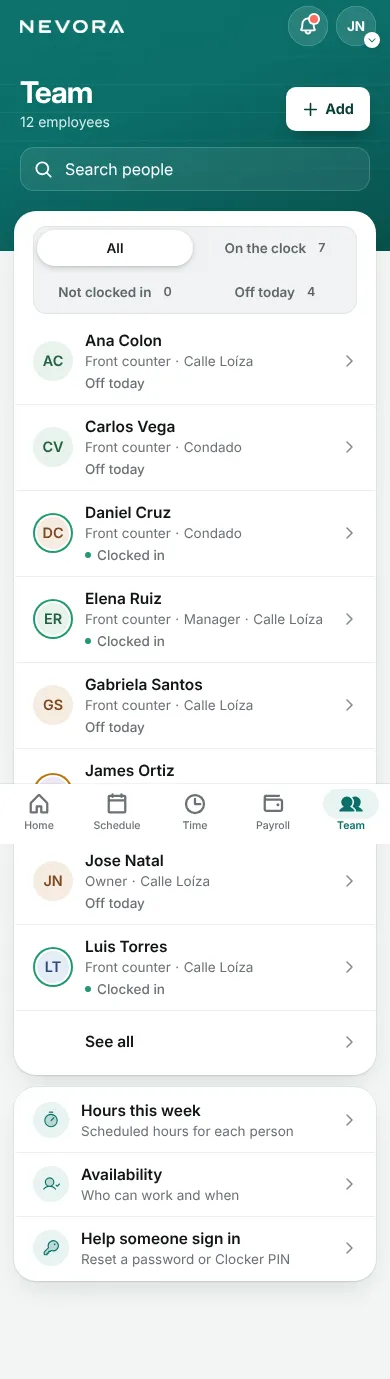 NEVORA
JN
Team
12 employees
Add
Search people
All
On the clock 7
Not clocked in 0
Off today 4
AC
Ana Colon
Front counter · Calle Loíza
Off today
CV
Carlos Vega
Front counter · Condado
Off today
DC
Daniel Cruz
Front counter · Condado
Clocked in
ER
Elena Ruiz
Front counter · Manager · Calle Loíza
Clocked in
GS
Gabriela Santos
Front counter · Calle Loíza
Off today
James Ortiz
Home
Schedule
Time
Payroll
Team
JN
Jose Natal
Owner · Calle Loíza
Off today
LT
Luis Torres
Front counter · Calle Loíza
Clocked in
See all
Hours this week
Scheduled hours for each person
Availability
Who can work and when
Help someone sign in
Reset a password or Clocker PIN